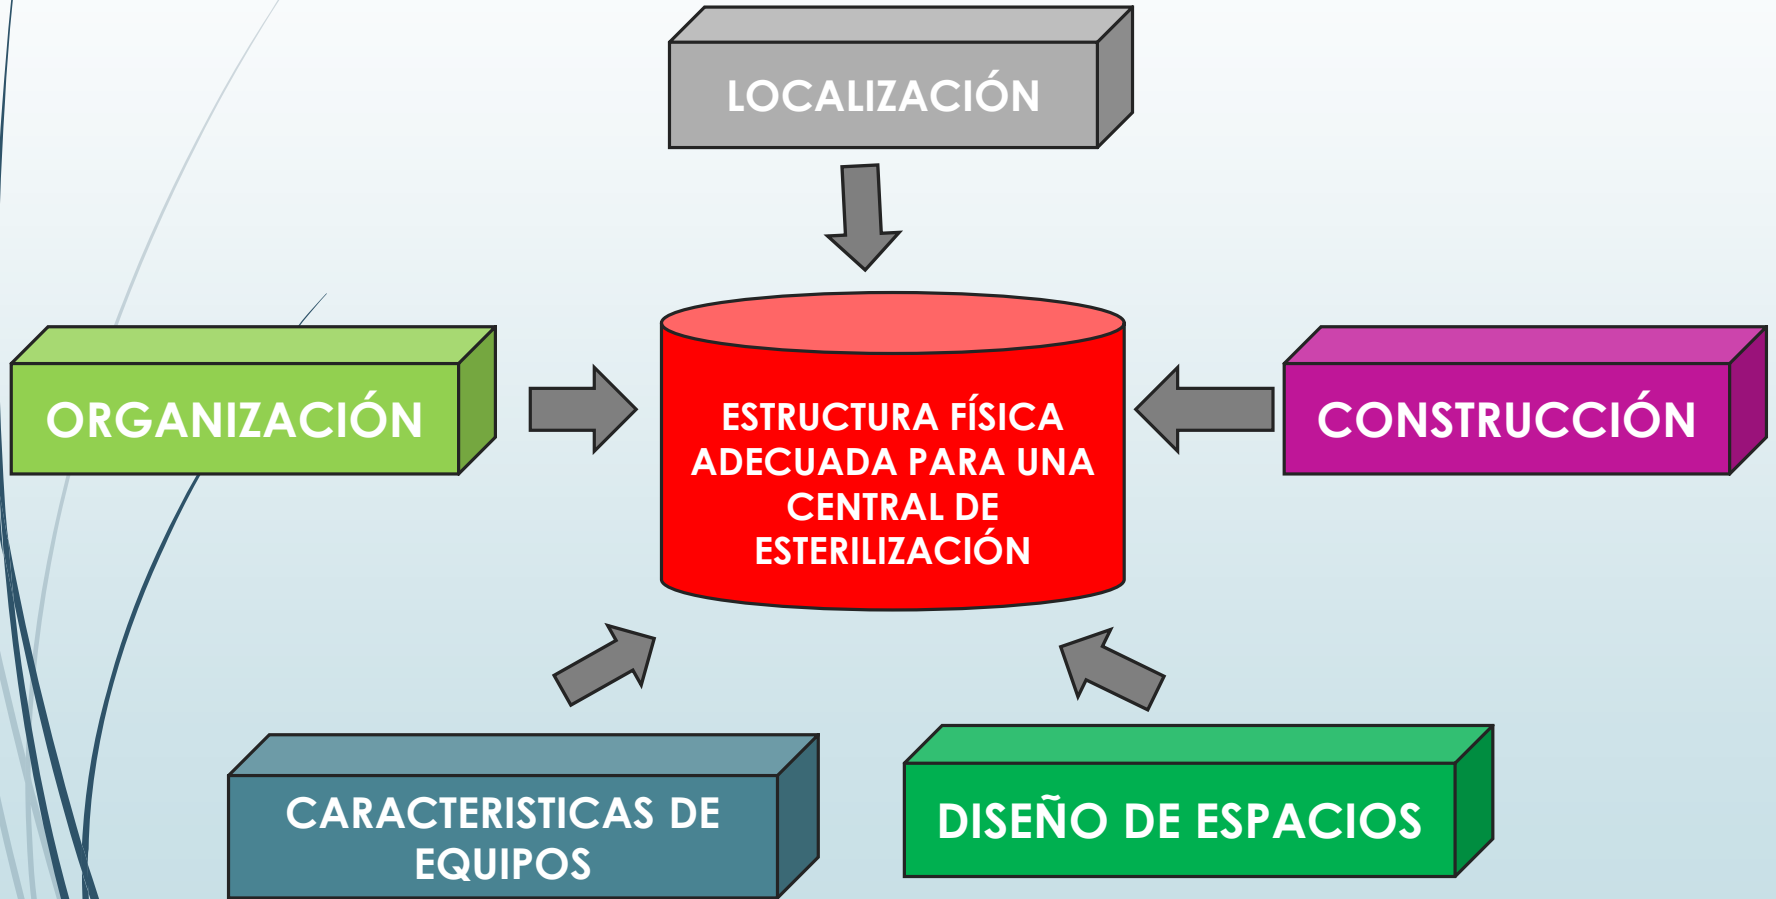 LOCALIZACIÓN
ORGANIZACIÓN
ESTRUCTURA FÍSICA
ADECUADA PARA UNA
CENTRAL DE
ESTERILIZACIÓN
CONSTRUCCIÓN
CARACTERISTICAS DE
EQUIPOS
DISEÑO DE ESPACIOS